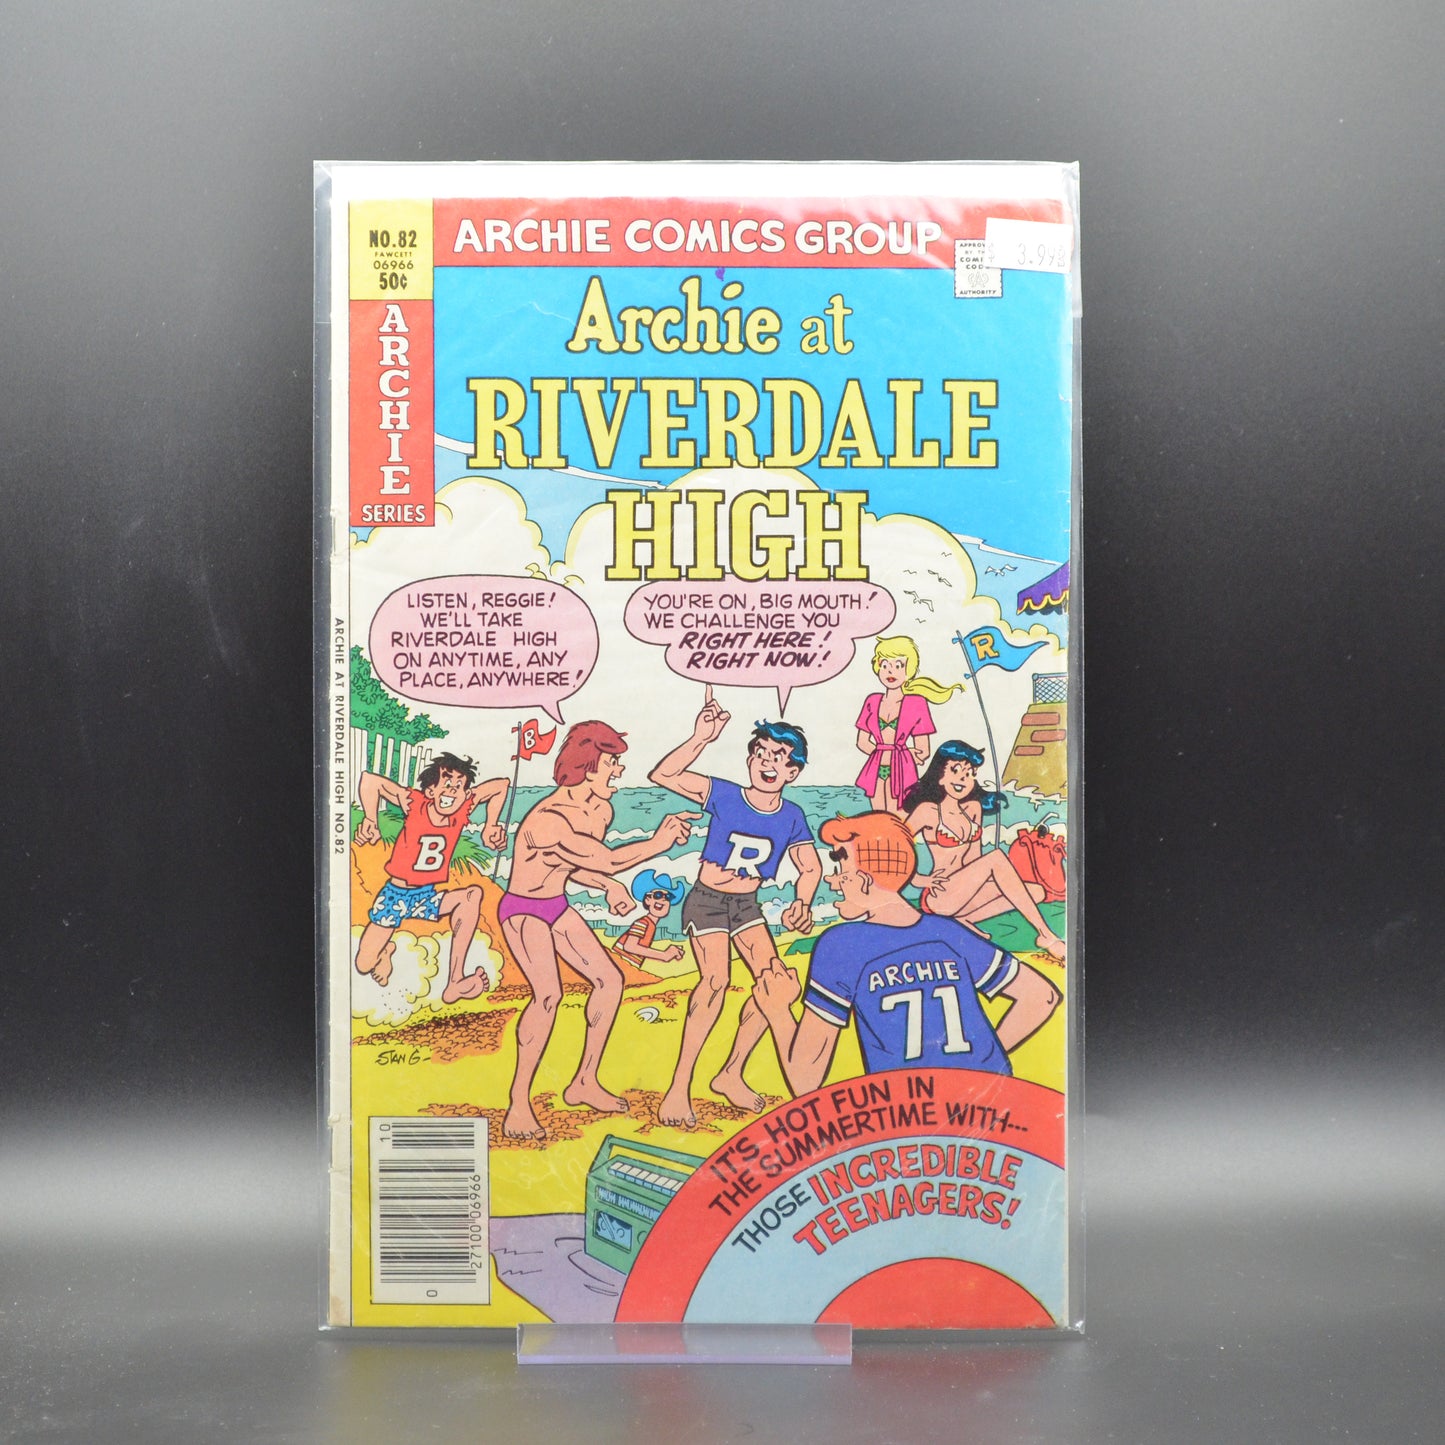 NO.82
FAWCETT
06966
50¢
ARCHIE
SERIES
ARCHIE COMICS GROUP
BY THE
AUTHORITY
3.99
Archie at
RIVERDALE
HIGH
LISTEN, REGGIE!
WE'LL TAKE
RIVERDALE HIGH
ON ANYTIME, ANY
PLACE, ANYWHERE!
YOU'RE ON, BIG MOUTH!
WE CHALLENGE YOU
RIGHT HERE!
RIGHT NOW!
R
B
B
R
ARCHIE
71
STAN G
ARCHIE AT RIVERDALE HIGH NO.82
IT'S HOT FUN IN
THE SUMMERTIME WITH...
THOSE INCREDIBLE
TEENAGERS!
10
27100 06966
0